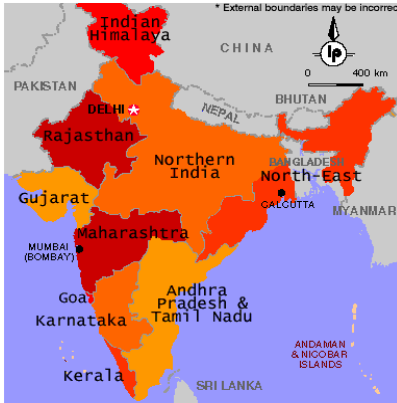 * External boundaries may be incorrec
Indian
Himalaya
CHINA
lp
0 400 km
PAKISTAN
DELHI
NEPAL
BHUTAN
Rajasthan
Northern
India
BANGLADESH
North-East
Gujarat
CALCUTTA
MYANMAR
Maharashtra
MUMBAI
(BOMBAY)
Goa
Andhra
Pradesh &
Tamil Nadu
Karnataka
ANDAMAN
& NICOBAR
ISLANDS
Kerala
SRI LANKA